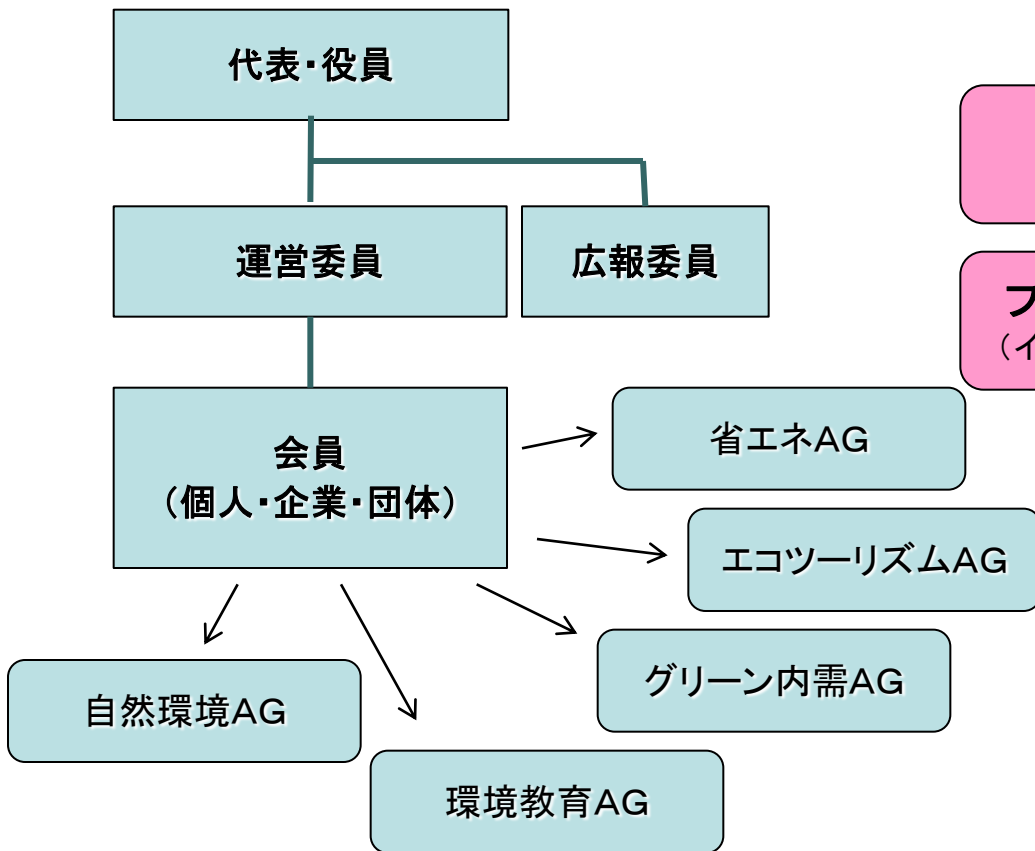 代表・役員
運営委員
広報委員
フ
（イ
会員
（個人・企業・団体）
省エネAG
エコツーリズムAG
グリーン内需AG
自然環境AG
環境教育AG